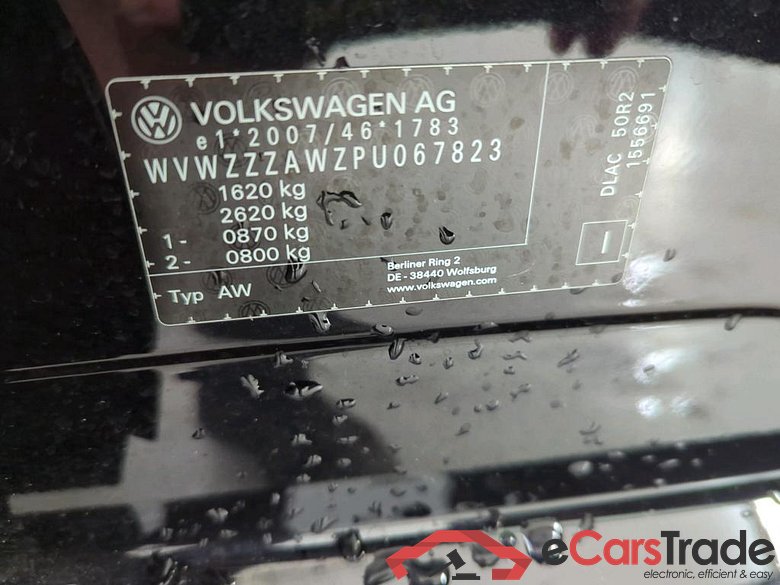 VOLKSWAGEN AG
e1*2007/46*1783
WVWZZZAWZPU067823
1620 kg
2620 kg
1- 0870 kg
2- 0800 kg
Typ AW
Berliner Ring 2
DE - 38440 Wolfsburg
www.volkswagen.com
DLAC 50R2
1556691
eCarsTrade
electronic, efficient & easy